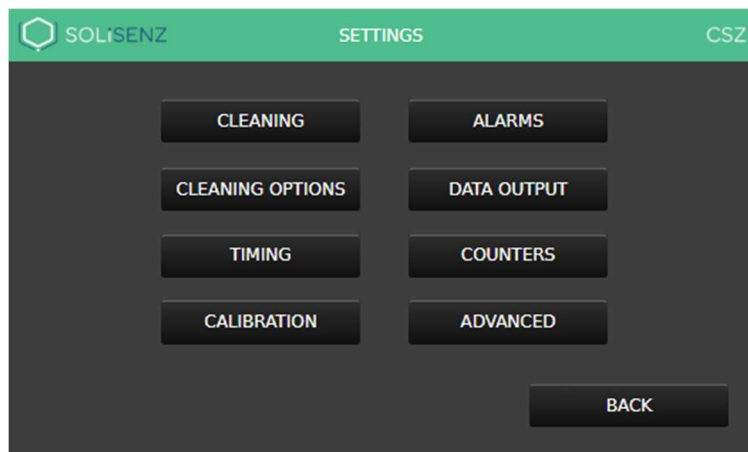 SOLiSENZ SETTINGS CSZ
CLEANING ALARMS
CLEANING OPTIONS DATA OUTPUT
TIMING COUNTERS
CALIBRATION ADVANCED
BACK